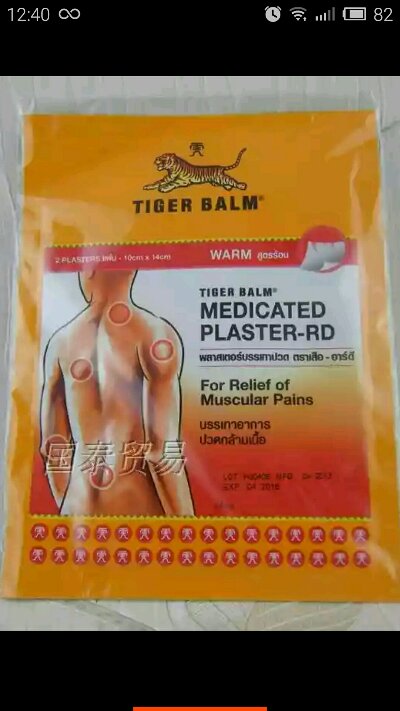 12:40
82
TIGER BALM®
2 PLASTERS แผ่น - 10cm x 14cm
WARM สูตรร้อน
TIGER BALM®
MEDICATED
PLASTER-RD
พลาสเตอร์บรรเทาปวด ตราเสือ - อาร์ดี
For Relief of
Muscular Pains
บรรเทาอาการ
ปวดกล้ามเนื้อ
国泰贸易
EXP. 04 2016